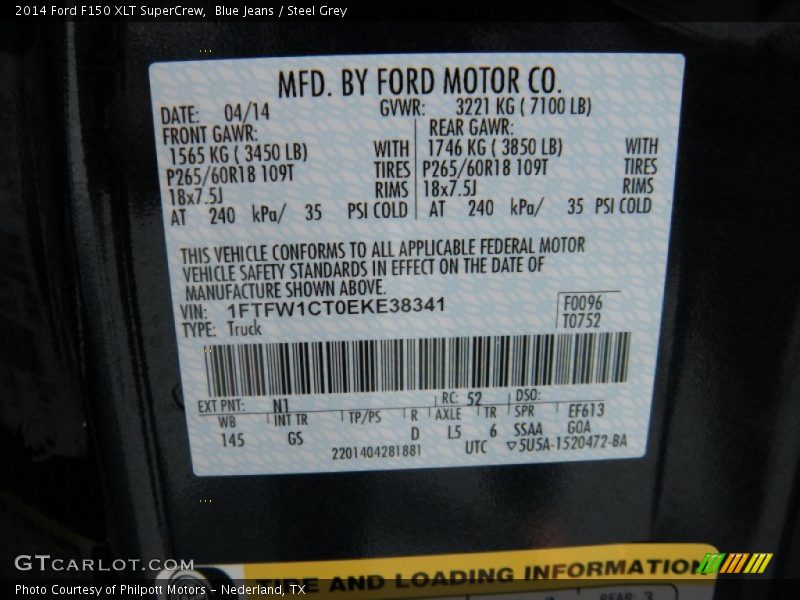 2014 Ford F150 XLT SuperCrew, Blue Jeans / Steel Grey
MFD. BY FORD MOTOR CO.
DATE: 04/14 GVWR: 3221 KG ( 7100 LB)
FRONT GAWR: REAR GAWR:
1565 KG ( 3450 LB) WITH 1746 KG ( 3850 LB) WITH
P265/60R18 109T TIRES P265/60R18 109T TIRES
18x7.5J RIMS 18x7.5J RIMS
AT 240 kPa/ 35 PSI COLD AT 240 kPa/ 35 PSI COLD
THIS VEHICLE CONFORMS TO ALL APPLICABLE FEDERAL MOTOR
VEHICLE SAFETY STANDARDS IN EFFECT ON THE DATE OF
MANUFACTURE SHOWN ABOVE.
VIN: 1FTFW1CT0EKE38341 F0096
TYPE: Truck T0752
EXT PNT: N1 RC: 52 DSO:
WB INT TR TP/PS R AXLE TR SPR EF613
145 GS D L5 6 SSAA GOA
2201404281881 UTC ▽5U5A-1520472-BA
TIRE AND LOADING INFORMATION
REAR: 3
GTCARLOT.COM
Photo Courtesy of Philpott Motors – Nederland, TX